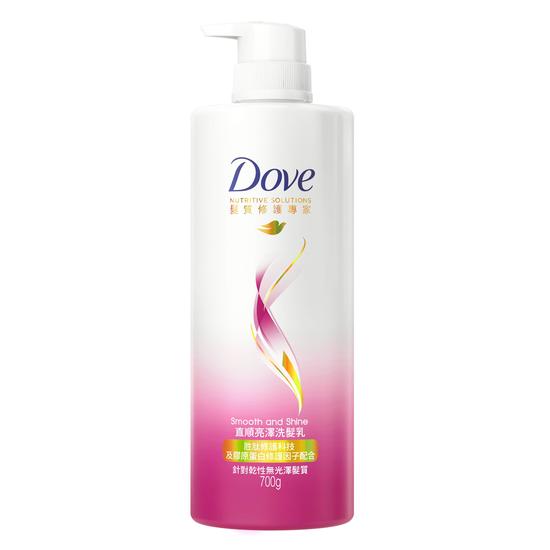 Dove
NUTRITIVE SOLUTIONS
髮質修護專家
Smooth and Shine
直順亮澤洗髮乳
胜肽修護科技
及膠原蛋白修護因子配合
針對乾性無光澤髮質
700g